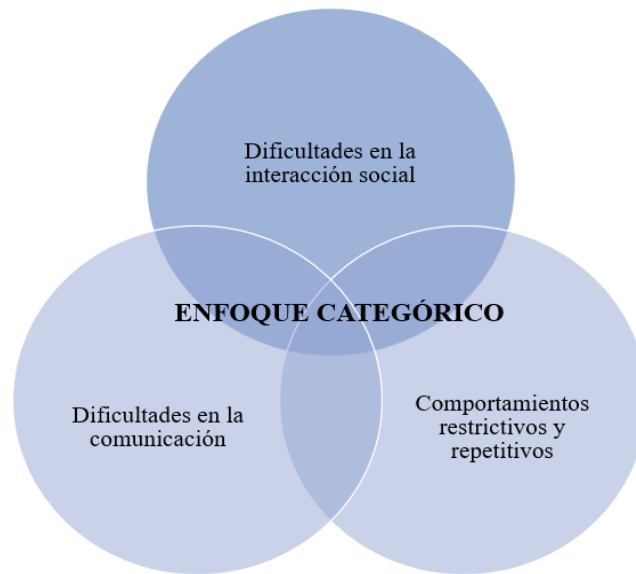 Dificultades en la
interacción social
ENFOQUE CATEGÓRICO
Dificultades en la
comunicación
Comportamientos
restrictivos y
repetitivos